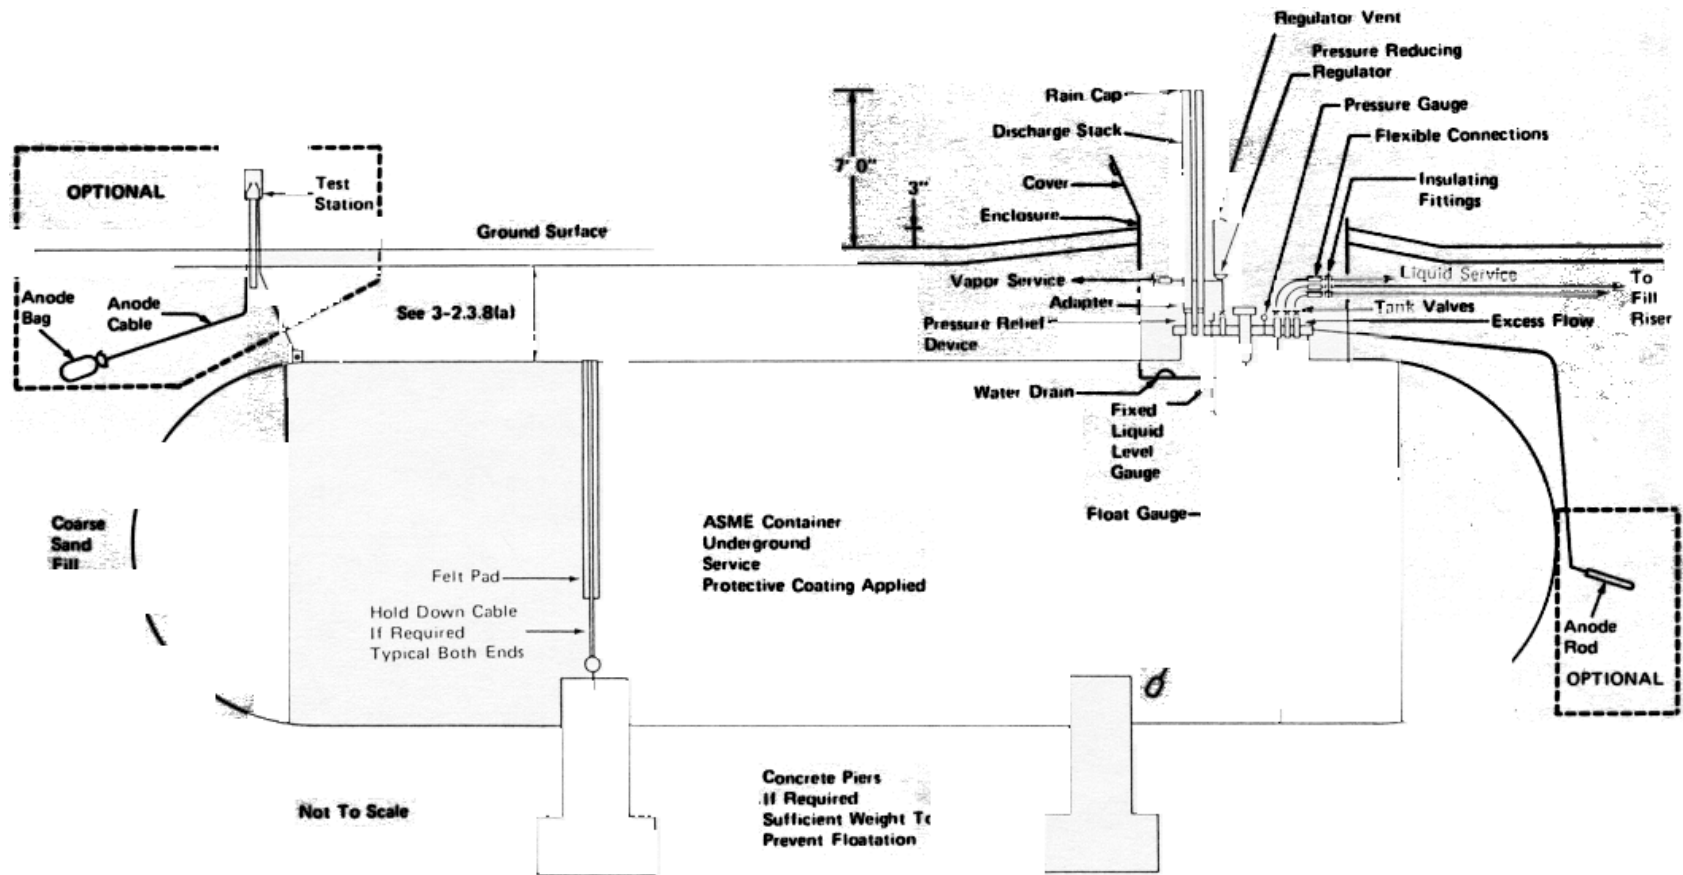 Regulator Vent
Pressure Reducing
Regulator
Rain Cap
Pressure Gauge
Discharge Stack
Flexible Connections
7' 0"
3"
Cover
Insulating
Fittings
Enclosure
OPTIONAL
Test
Station
Ground Surface
Vapor Service
Liquid Service
To
Fill
Riser
Anode
Bag
Anode
Cable
See 3-2.3.8(a)
Adapter
Tank Valves
Pressure Relief
Device
Excess Flow
Water Drain
Fixed
Liquid
Level
Gauge
Float Gauge
Coarse
Sand
Fill
ASME Container
Underground
Service
Protective Coating Applied
Felt Pad
Hold Down Cable
If Required
Typical Both Ends
Anode
Rod
OPTIONAL
Not To Scale
Concrete Piers
If Required
Sufficient Weight To
Prevent Floatation